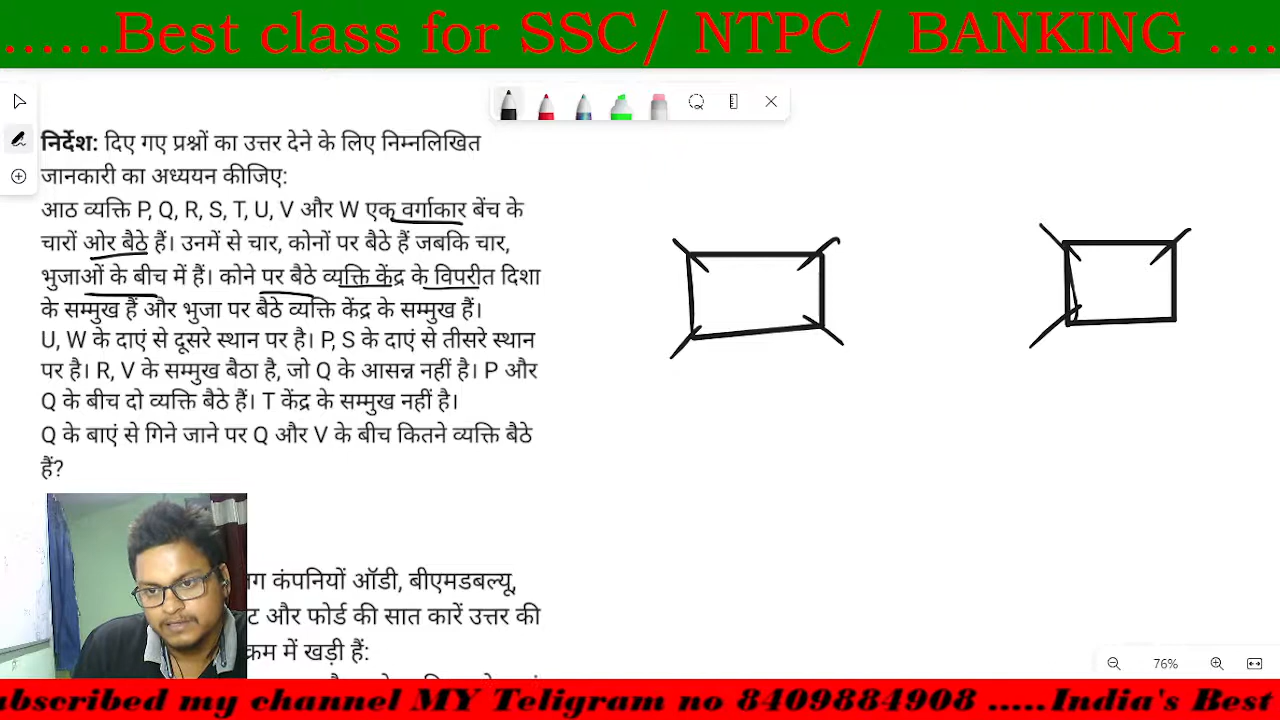 ......Best class for SSC/ NTPC/ BANKING ....
निर्देश: दिए गए प्रश्नों का उत्तर देने के लिए निम्नलिखित
जानकारी का अध्ययन कीजिए:
आठ व्यक्ति P, Q, R, S, T, U, V और W एक वर्गाकार बेंच के
चारों ओर बैठे हैं। उनमें से चार, कोनों पर बैठे हैं जबकि चार,
भुजाओं के बीच में हैं। कोने पर बैठे व्यक्ति केंद्र के विपरीत दिशा
के सम्मुख हैं और भुजा पर बैठे व्यक्ति केंद्र के सम्मुख हैं।
U, W के दाएं से दूसरे स्थान पर है। P, S के दाएं से तीसरे स्थान
पर है। R, V के सम्मुख बैठा है, जो Q के आसन्न नहीं है। P और
Q के बीच दो व्यक्ति बैठे हैं। T केंद्र के सम्मुख नहीं है।
Q के बाएं से गिने जाने पर Q और V के बीच कितने व्यक्ति बैठे
हैं?
कंपनियों ऑडी, बीएमडबल्यू,
और फोर्ड की सात कारें उत्तर की
क्रम में खड़ी हैं:
76%
ubscribed my channel MY Teligram no 8409884908 .....India's Best